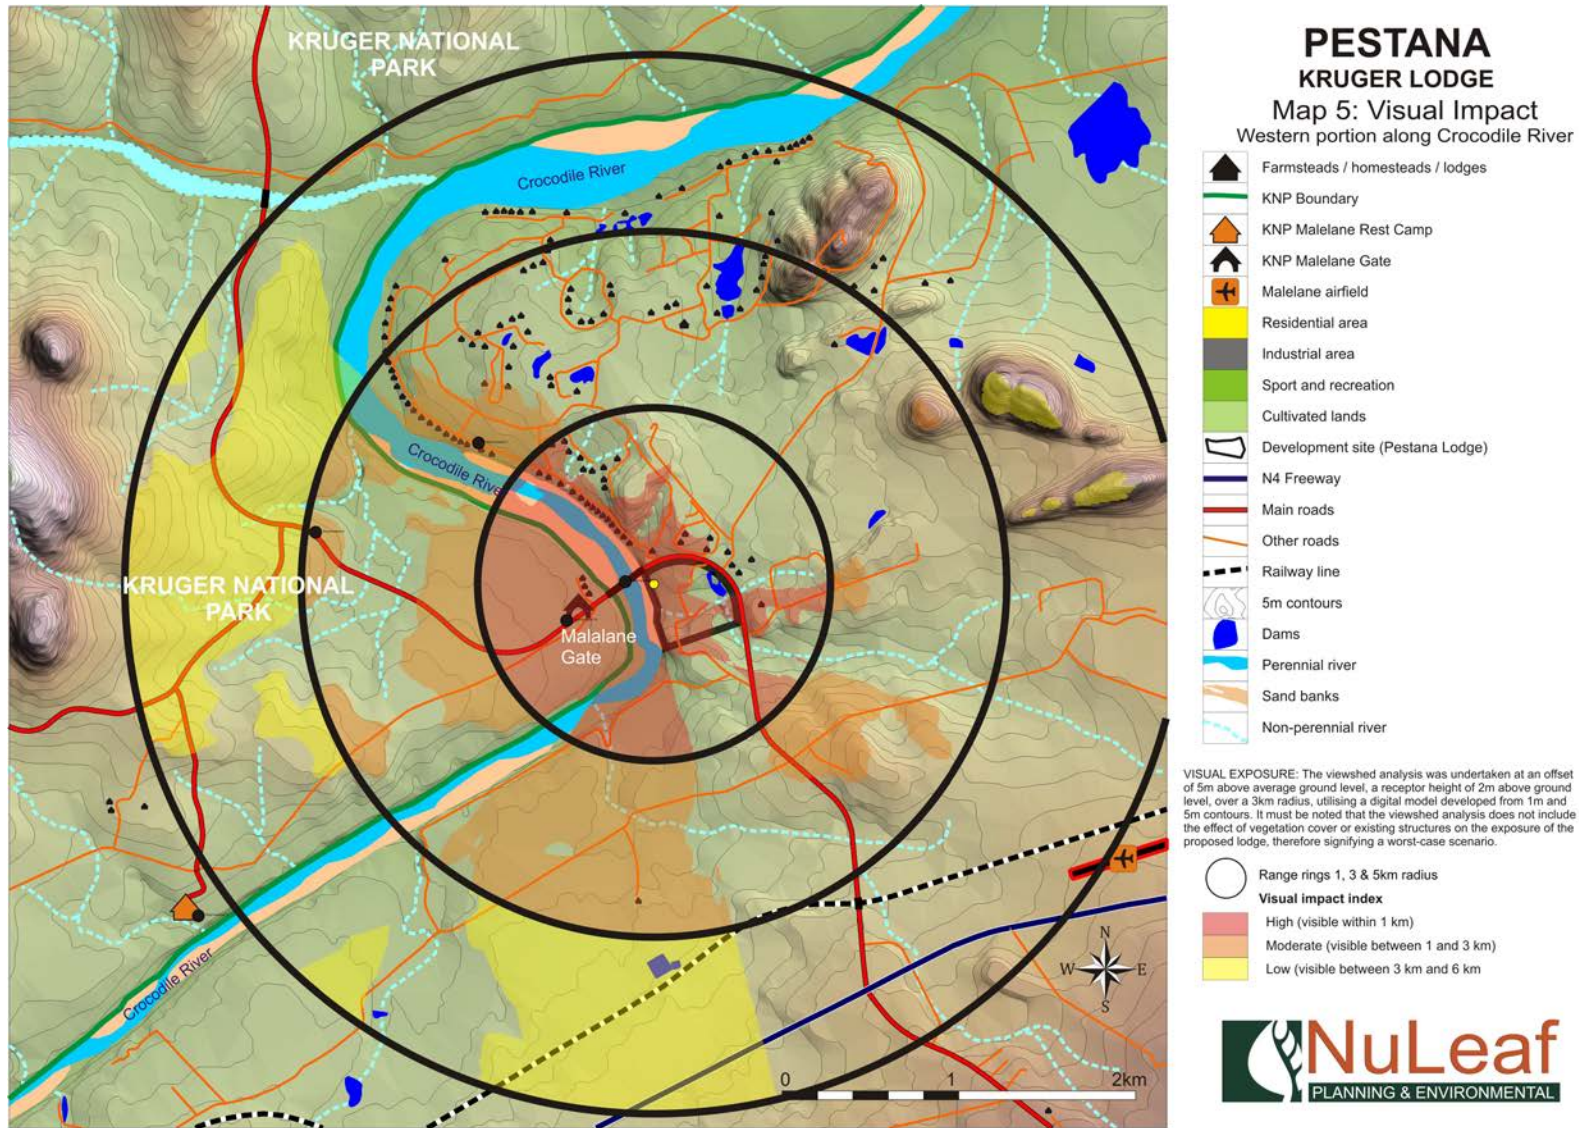 KRUGER NATIONAL
PARK
Crocodile River
Crocodile River
KRUGER NATIONAL
PARK
Malalane
Gate
Crocodile River
N
W E
S
0 1 2km
PESTANA
KRUGER LODGE
Map 5: Visual Impact
Western portion along Crocodile River
Farmsteads / homesteads / lodges
KNP Boundary
KNP Malelane Rest Camp
KNP Malelane Gate
Malelane airfield
Residential area
Industrial area
Sport and recreation
Cultivated lands
Development site (Pestana Lodge)
N4 Freeway
Main roads
Other roads
Railway line
5m contours
Dams
Perennial river
Sand banks
Non-perennial river
VISUAL EXPOSURE: The viewshed analysis was undertaken at an offset
of 5m above average ground level, a receptor height of 2m above ground
level, over a 3km radius, utilising a digital model developed from 1m and
5m contours. It must be noted that the viewshed analysis does not include
the effect of vegetation cover or existing structures on the exposure of the
proposed lodge, therefore signifying a worst-case scenario.
Range rings 1, 3 & 5km radius
Visual impact index
High (visible within 1 km)
Moderate (visible between 1 and 3 km)
Low (visible between 3 km and 6 km
NuLeaf
PLANNING & ENVIRONMENTAL